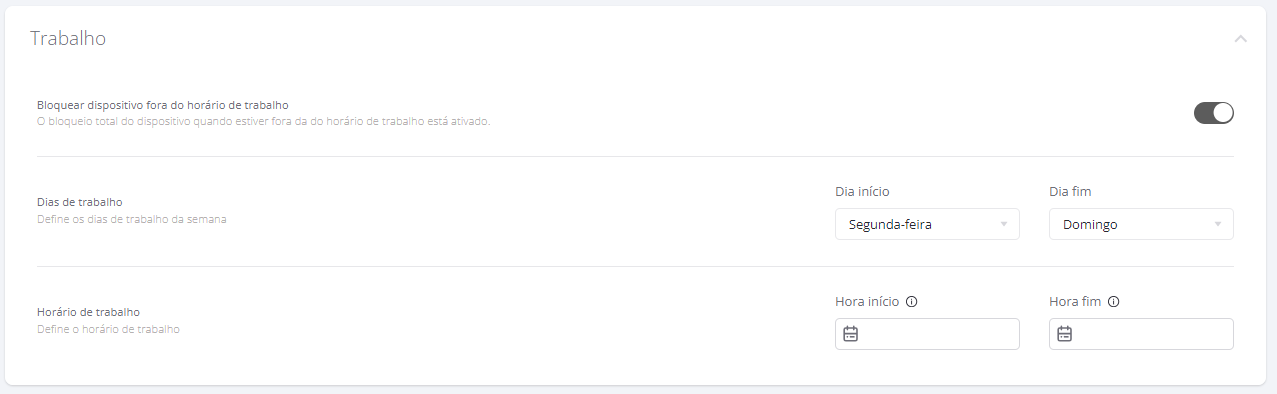 Trabalho
Bloquear dispositivo fora do horário de trabalho
O bloqueio total do dispositivo quando estiver fora da do horário de trabalho está ativado.
Dias de trabalho
Define os dias de trabalho da semana
Dia início
Dia fim
Segunda-feira
Domingo
Horário de trabalho
Define o horário de trabalho
Hora início
Hora fim